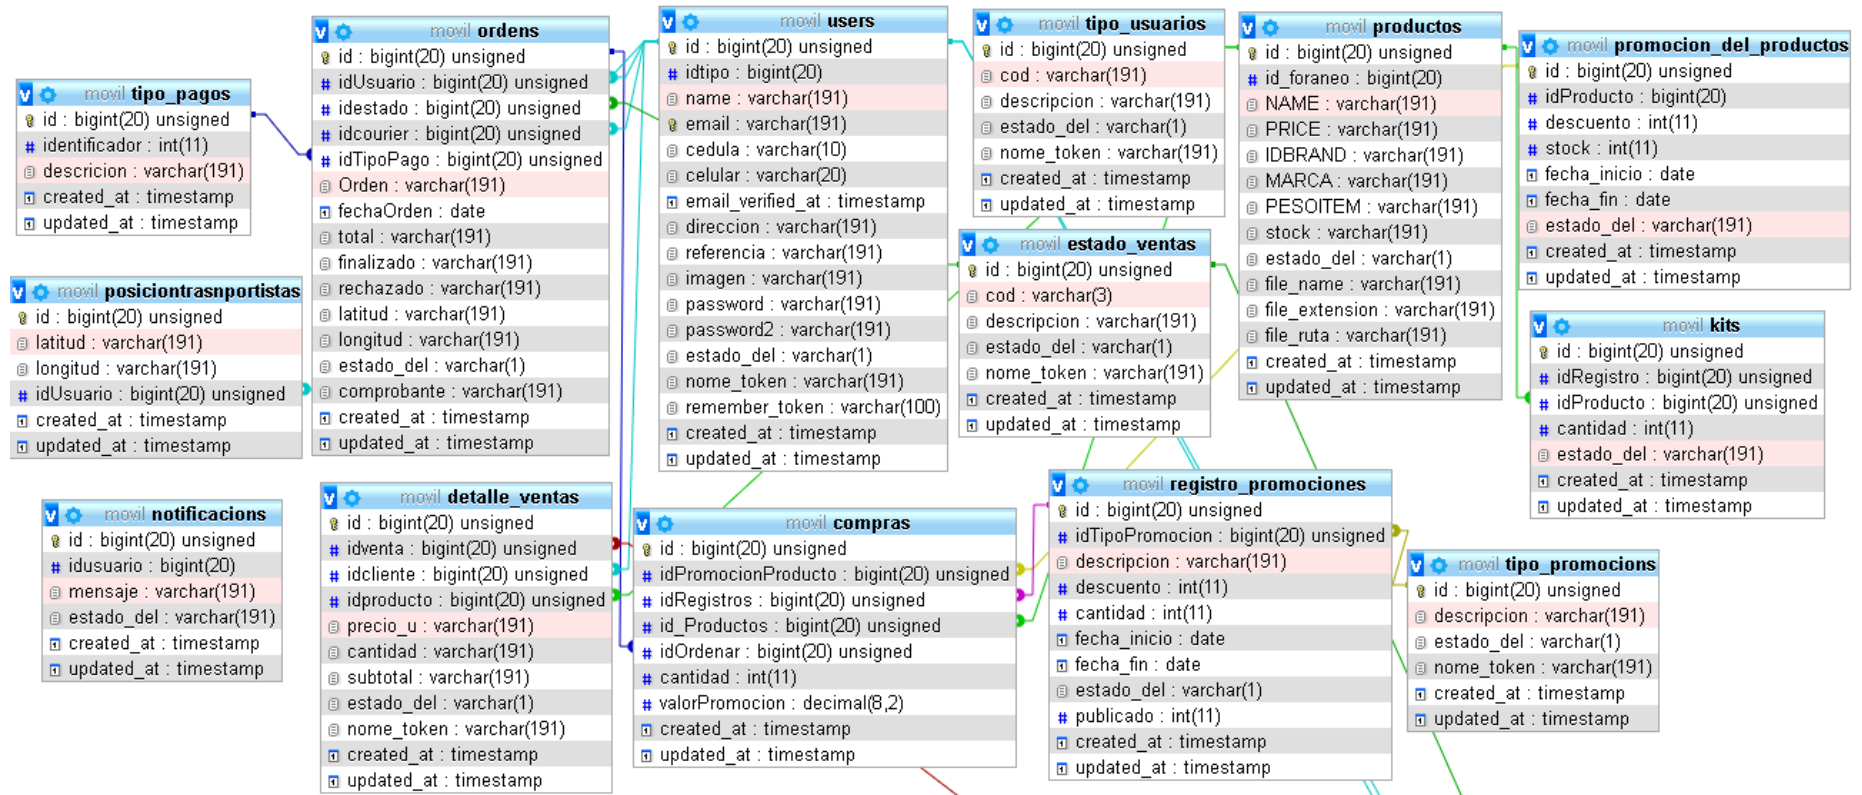 movil tipo_pagos
id : bigint(20) unsigned
identificador : int(11)
descricion : varchar(191)
created_at : timestamp
updated_at : timestamp
movil posiciontrasnportistas
id : bigint(20) unsigned
latitud : varchar(191)
longitud : varchar(191)
idUsuario : bigint(20) unsigned
created_at : timestamp
updated_at : timestamp
movil notificacions
id : bigint(20) unsigned
idusuario : bigint(20)
mensaje : varchar(191)
estado_del : varchar(191)
created_at : timestamp
updated_at : timestamp
movil ordens
id : bigint(20) unsigned
idUsuario : bigint(20) unsigned
idestado : bigint(20) unsigned
idcourier : bigint(20) unsigned
idTipoPago : bigint(20) unsigned
Orden : varchar(191)
fechaOrden : date
total : varchar(191)
finalizado : varchar(191)
rechazado : varchar(191)
latitud : varchar(191)
longitud : varchar(191)
estado_del : varchar(1)
comprobante : varchar(191)
created_at : timestamp
updated_at : timestamp
movil detalle_ventas
id : bigint(20) unsigned
idventa : bigint(20) unsigned
idcliente : bigint(20) unsigned
idproducto : bigint(20) unsigned
precio_u : varchar(191)
cantidad : varchar(191)
subtotal : varchar(191)
estado_del : varchar(1)
nome_token : varchar(191)
created_at : timestamp
updated_at : timestamp
movil users
id : bigint(20) unsigned
idtipo : bigint(20)
name : varchar(191)
email : varchar(191)
cedula : varchar(10)
celular : varchar(20)
email_verified_at : timestamp
direccion : varchar(191)
referencia : varchar(191)
imagen : varchar(191)
password : varchar(191)
password2 : varchar(191)
estado_del : varchar(1)
nome_token : varchar(191)
remember_token : varchar(100)
created_at : timestamp
updated_at : timestamp
movil compras
id : bigint(20) unsigned
idPromocionProducto : bigint(20) unsigned
idRegistros : bigint(20) unsigned
id_Productos : bigint(20) unsigned
idOrdenar : bigint(20) unsigned
cantidad : int(11)
valorPromocion : decimal(8,2)
created_at : timestamp
updated_at : timestamp
movil tipo_usuarios
id : bigint(20) unsigned
cod : varchar(191)
descripcion : varchar(191)
estado_del : varchar(1)
nome_token : varchar(191)
created_at : timestamp
updated_at : timestamp
movil estado_ventas
id : bigint(20) unsigned
cod : varchar(3)
descripcion : varchar(191)
estado_del : varchar(1)
nome_token : varchar(191)
created_at : timestamp
updated_at : timestamp
movil registro_promociones
id : bigint(20) unsigned
idTipoPromocion : bigint(20) unsigned
descripcion : varchar(191)
descuento : int(11)
cantidad : int(11)
fecha_inicio : date
fecha_fin : date
estado_del : varchar(1)
publicado : int(11)
created_at : timestamp
updated_at : timestamp
movil productos
id : bigint(20) unsigned
id_foraneo : bigint(20)
NAME : varchar(191)
PRICE : varchar(191)
IDBRAND : varchar(191)
MARCA : varchar(191)
PESOITEM : varchar(191)
stock : varchar(191)
estado_del : varchar(1)
file_name : varchar(191)
file_extension : varchar(191)
file_ruta : varchar(191)
created_at : timestamp
updated_at : timestamp
movil promocion_del_productos
id : bigint(20) unsigned
idProducto : bigint(20)
descuento : int(11)
stock : int(11)
fecha_inicio : date
fecha_fin : date
estado_del : varchar(191)
created_at : timestamp
updated_at : timestamp
movil kits
id : bigint(20) unsigned
idRegistro : bigint(20) unsigned
idProducto : bigint(20) unsigned
cantidad : int(11)
estado_del : varchar(191)
created_at : timestamp
updated_at : timestamp
movil tipo_promocions
id : bigint(20) unsigned
descripcion : varchar(191)
estado_del : varchar(1)
nome_token : varchar(191)
created_at : timestamp
updated_at : timestamp